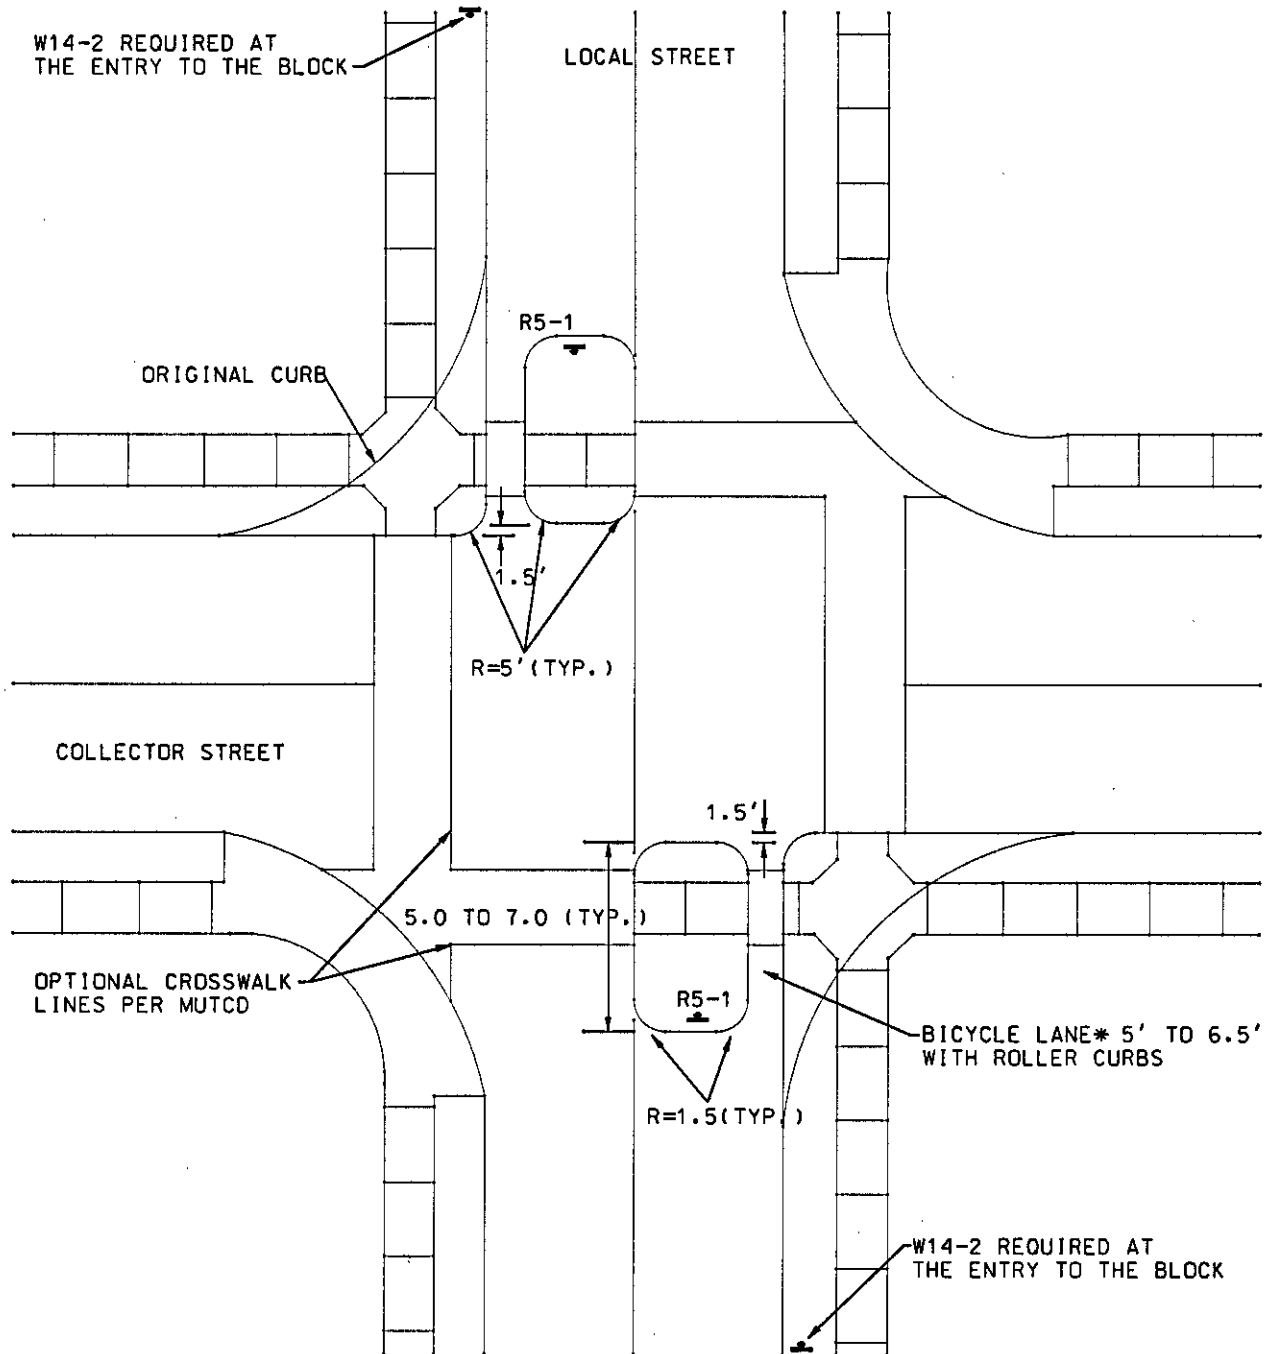 W14-2 REQUIRED AT
THE ENTRY TO THE BLOCK
LOCAL STREET
R5-1
ORIGINAL CURB
1.5'
R=5'(TYP.)
COLLECTOR STREET
1.5'
5.0 TO 7.0 (TYP.)
OPTIONAL CROSSWALK
LINES PER MUTCD
R5-1
BICYCLE LANE* 5' TO 6.5'
WITH ROLLER CURBS
R=1.5(TYP.)
W14-2 REQUIRED AT
THE ENTRY TO THE BLOCK